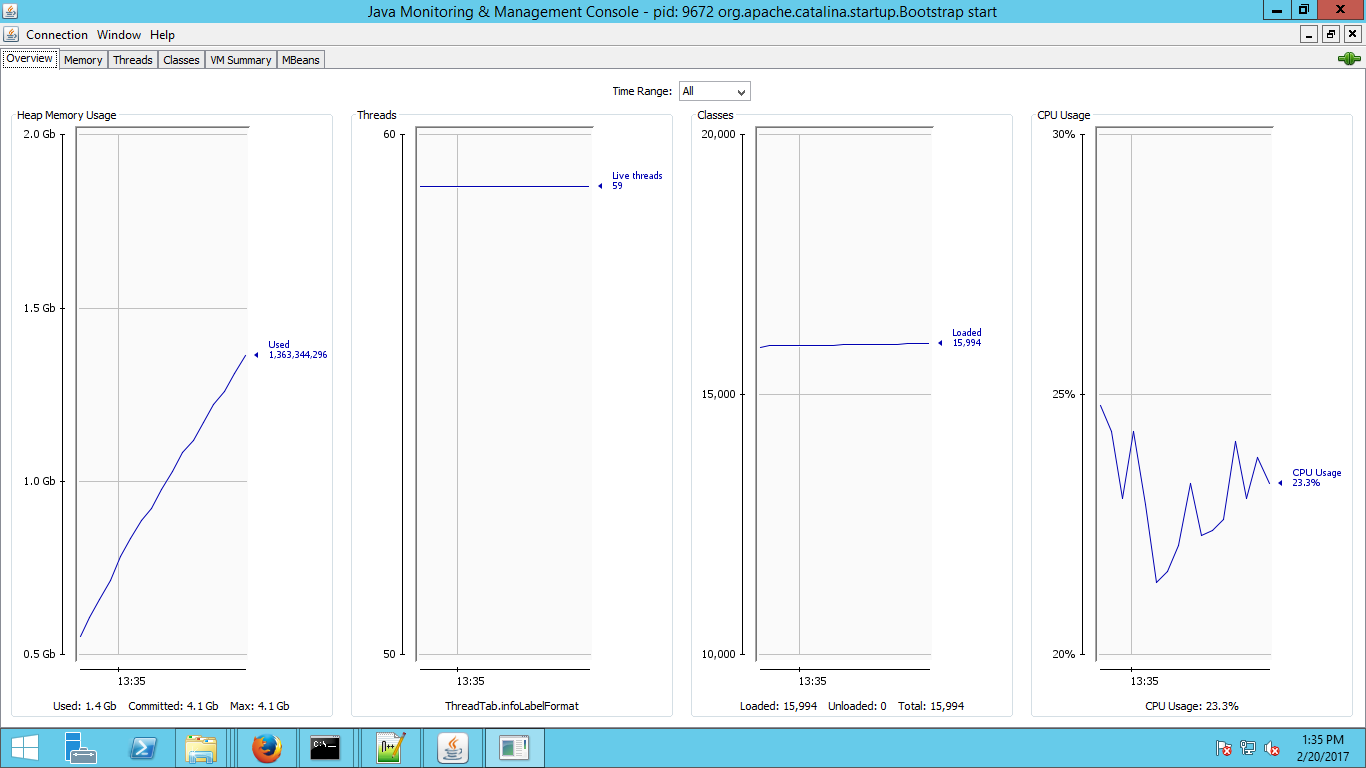 Java Monitoring & Management Console - pid: 9672 org.apache.catalina.startup.Bootstrap start
Connection Window Help
Overview Memory Threads Classes VM Summary MBeans
Time Range: All
Heap Memory Usage
2.0 Gb
1.5 Gb
1.0 Gb
0.5 Gb
Used
1,363,344,296
13:35
Used: 1.4 Gb Committed: 4.1 Gb Max: 4.1 Gb
Threads
60
50
Live threads
59
13:35
ThreadTab.infoLabelFormat
Classes
20,000
15,000
10,000
Loaded
15,994
13:35
Loaded: 15,994 Unloaded: 0 Total: 15,994
CPU Usage
30%
25%
20%
CPU Usage
23.3%
13:35
CPU Usage: 23.3%
C:\_
1:35 PM
2/20/2017